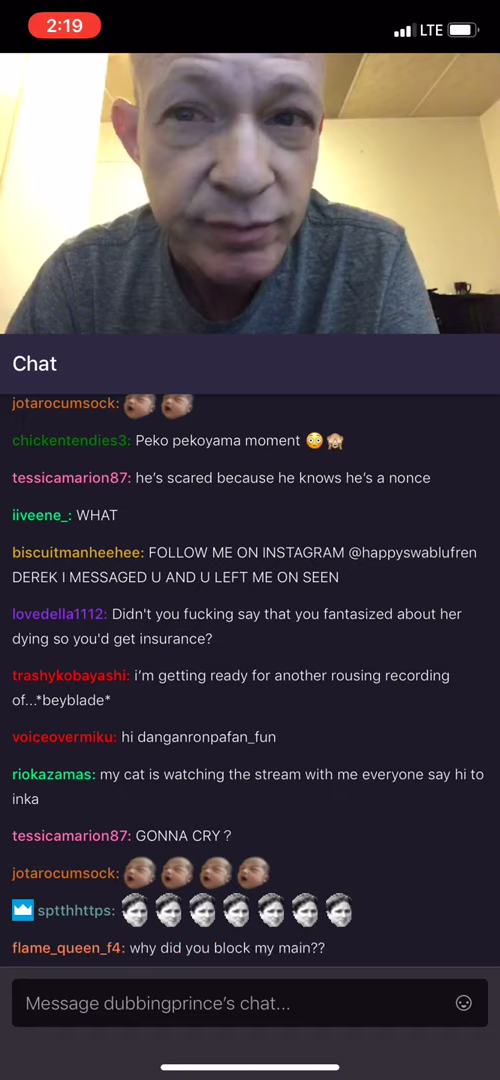 2:19
LTE
Chat
jotarocumsock:
chickentendies3: Peko pekoyama moment 😳🙈
tessicamarion87: he's scared because he knows he's a nonce
iiveene_: WHAT
biscuitmanheehee: FOLLOW ME ON INSTAGRAM @happyswablufren
DEREK I MESSAGED U AND U LEFT ME ON SEEN
lovedella1112: Didn't you fucking say that you fantasized about her
dying so you'd get insurance?
trashykobayashi: i'm getting ready for another rousing recording
of...*beyblade*
voiceovermiku: hi danganronpafan_fun
riokazamas: my cat is watching the stream with me everyone say hi to
inka
tessicamarion87: GONNA CRY ?
jotarocumsock:
sptthhttps:
flame_queen_f4: why did you block my main??
Message dubbingprince's chat...